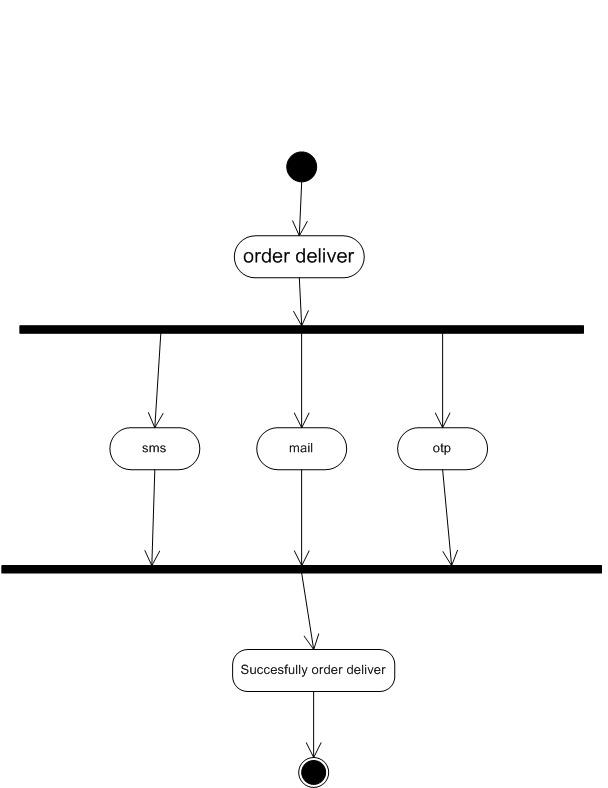 order deliver
sms
mail
otp
Succesfully order deliver